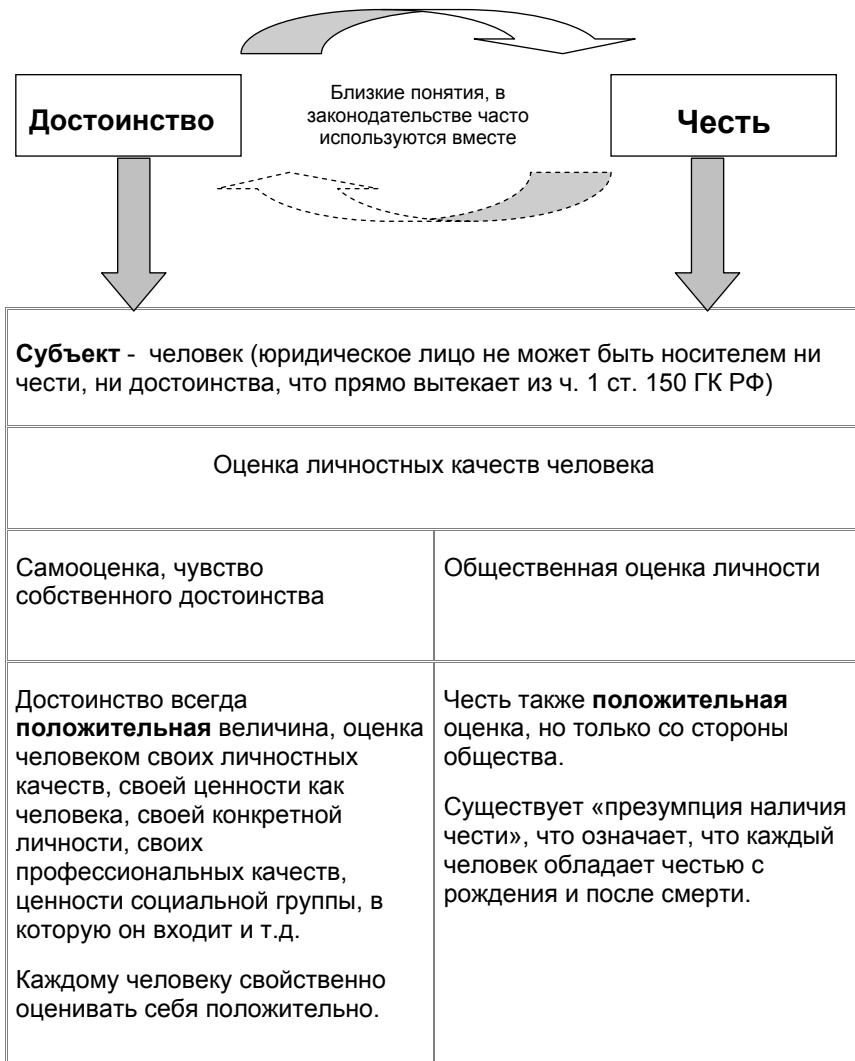 Близкие понятия, в
законодательстве часто
используются вместе
Достоинство
Честь
Субъект - человек (юридическое лицо не может быть носителем ни
чести, ни достоинства, что прямо вытекает из ч. 1 ст. 150 ГК РФ)
Оценка личностных качеств человека
Самооценка, чувство
собственного достоинства
Общественная оценка личности
Достоинство всегда
положительная величина, оценка
человеком своих личностных
качеств, своей ценности как
человека, своей конкретной
личности, своих
профессиональных качеств,
ценности социальной группы, в
которую он входит и т.д.
Каждому человеку свойственно
оценивать себя положительно.
Честь также положительная
оценка, но только со стороны
общества.
Существует «презумпция наличия
чести», что означает, что каждый
человек обладает честью с
рождения и после смерти.